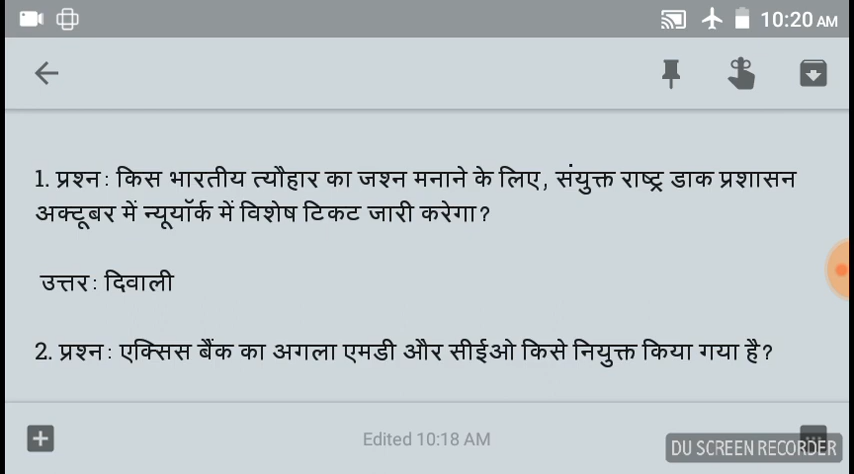 10:20 AM
1. प्रश्न: किस भारतीय त्यौहार का जश्न मनाने के लिए, संयुक्त राष्ट्र डाक प्रशासन
अक्टूबर में न्यूयॉर्क में विशेष टिकट जारी करेगा?
उत्तर: दिवाली
2. प्रश्न: एक्सिस बैंक का अगला एमडी और सीईओ किसे नियुक्त किया गया है?
Edited 10:18 AM
DU SCREEN RECORDER